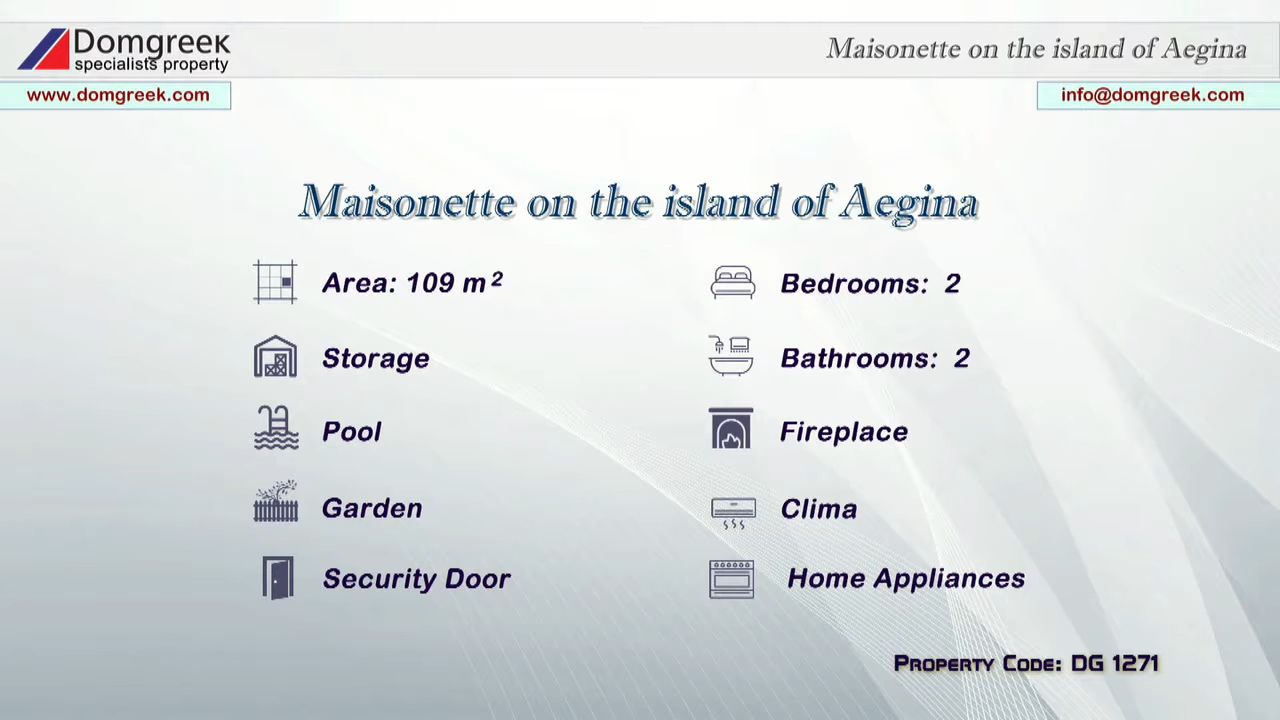 Domgreek
specialists property
Maisonette on the island of Aegina
www.domgreek.com
info@domgreek.com
Maisonette on the island of Aegina
Area: 109 m²
Bedrooms: 2
Storage
Bathrooms: 2
Pool
Fireplace
Garden
Clima
Security Door
Home Appliances
Property Code: DG 1271